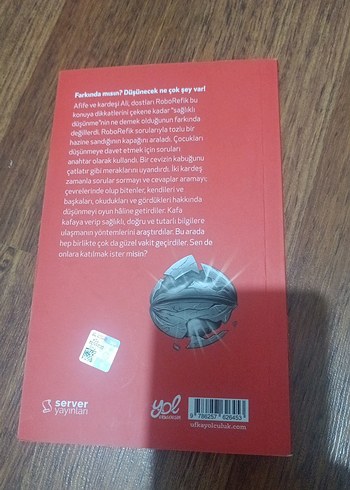 Farkında mısın? Düşünecek ne çok şey var!
Afife ve kardeşi Ali; dostları RoboRefik bu
konuya dikkatlerini çekene kadar "sağlıklı
düşünme"nin ne demek olduğunun farkında
değillerdi. RoboRefik sorularıyla tozlu bir
hazine sandığının kapağını araladı. Çocukları
düşünmeye davet etmek için soruları
anahtar olarak kullandı. Bir cevizin kabuğunu
çatlatır gibi meraklarını uyandırdı. İki kardeş
zamanla sorular sormayı ve cevaplar aramayı;
çevrelerinde olup bitenler, kendileri ve
başkaları, okudukları ve gördükleri hakkında
düşünmeyi oyun hâline getirdiler. Kafa
kafaya verip sağlıklı, doğru ve tutarlı bilgilere
ulaşmanın yöntemlerini araştırdılar. Bu arada
hep birlikte çok da güzel vakit geçirdiler. Sen de
onlara katılmak ister misin?
server
yayınları
yol
9 786257 626453
ufkayolculuk.com